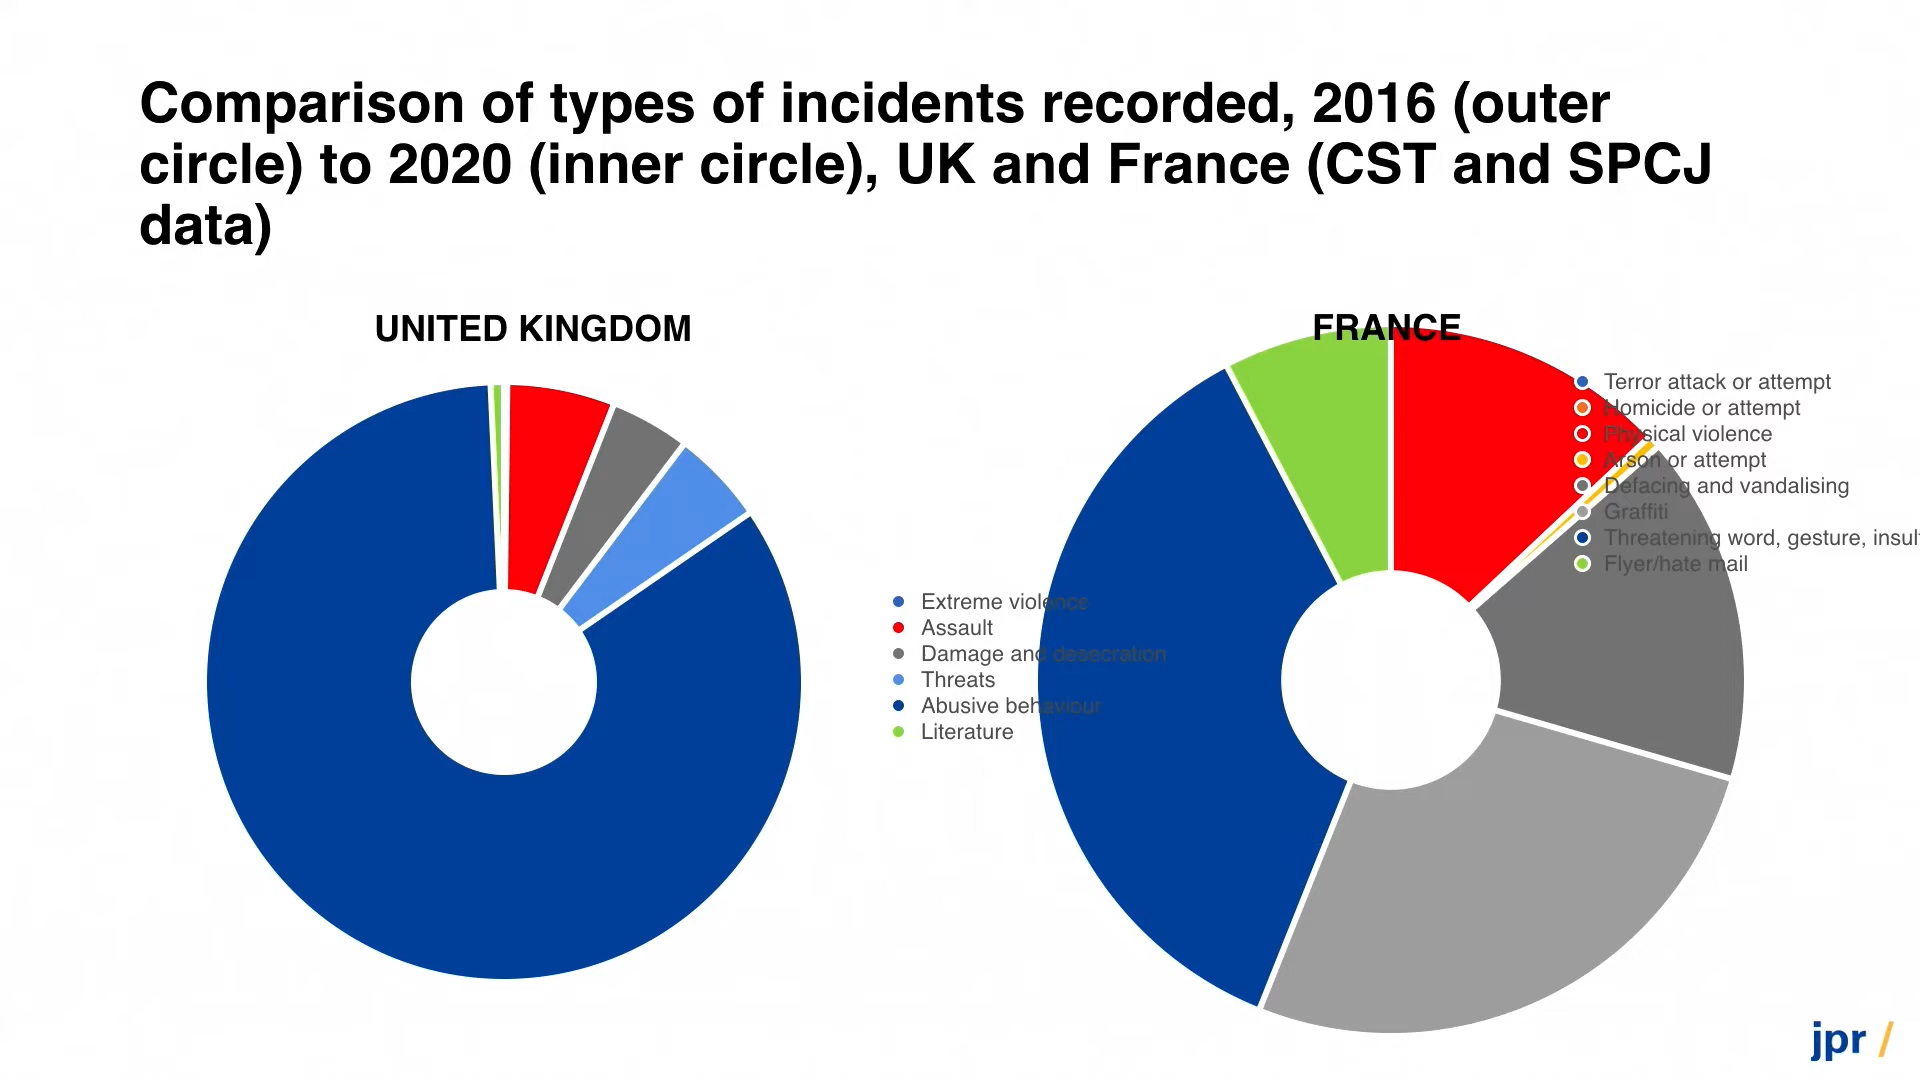 Comparison of types of incidents recorded, 2016 (outer
circle) to 2020 (inner circle), UK and France (CST and SPCJ
data)
UNITED KINGDOM
Extreme violence
Assault
Damage and desecration
Threats
Abusive behaviour
Literature
FRANCE
Terror attack or attempt
Homicide or attempt
Physical violence
Arson or attempt
Defacing and vandalising
Graffiti
Threatening word, gesture, insul
Flyer/hate mail
jpr /